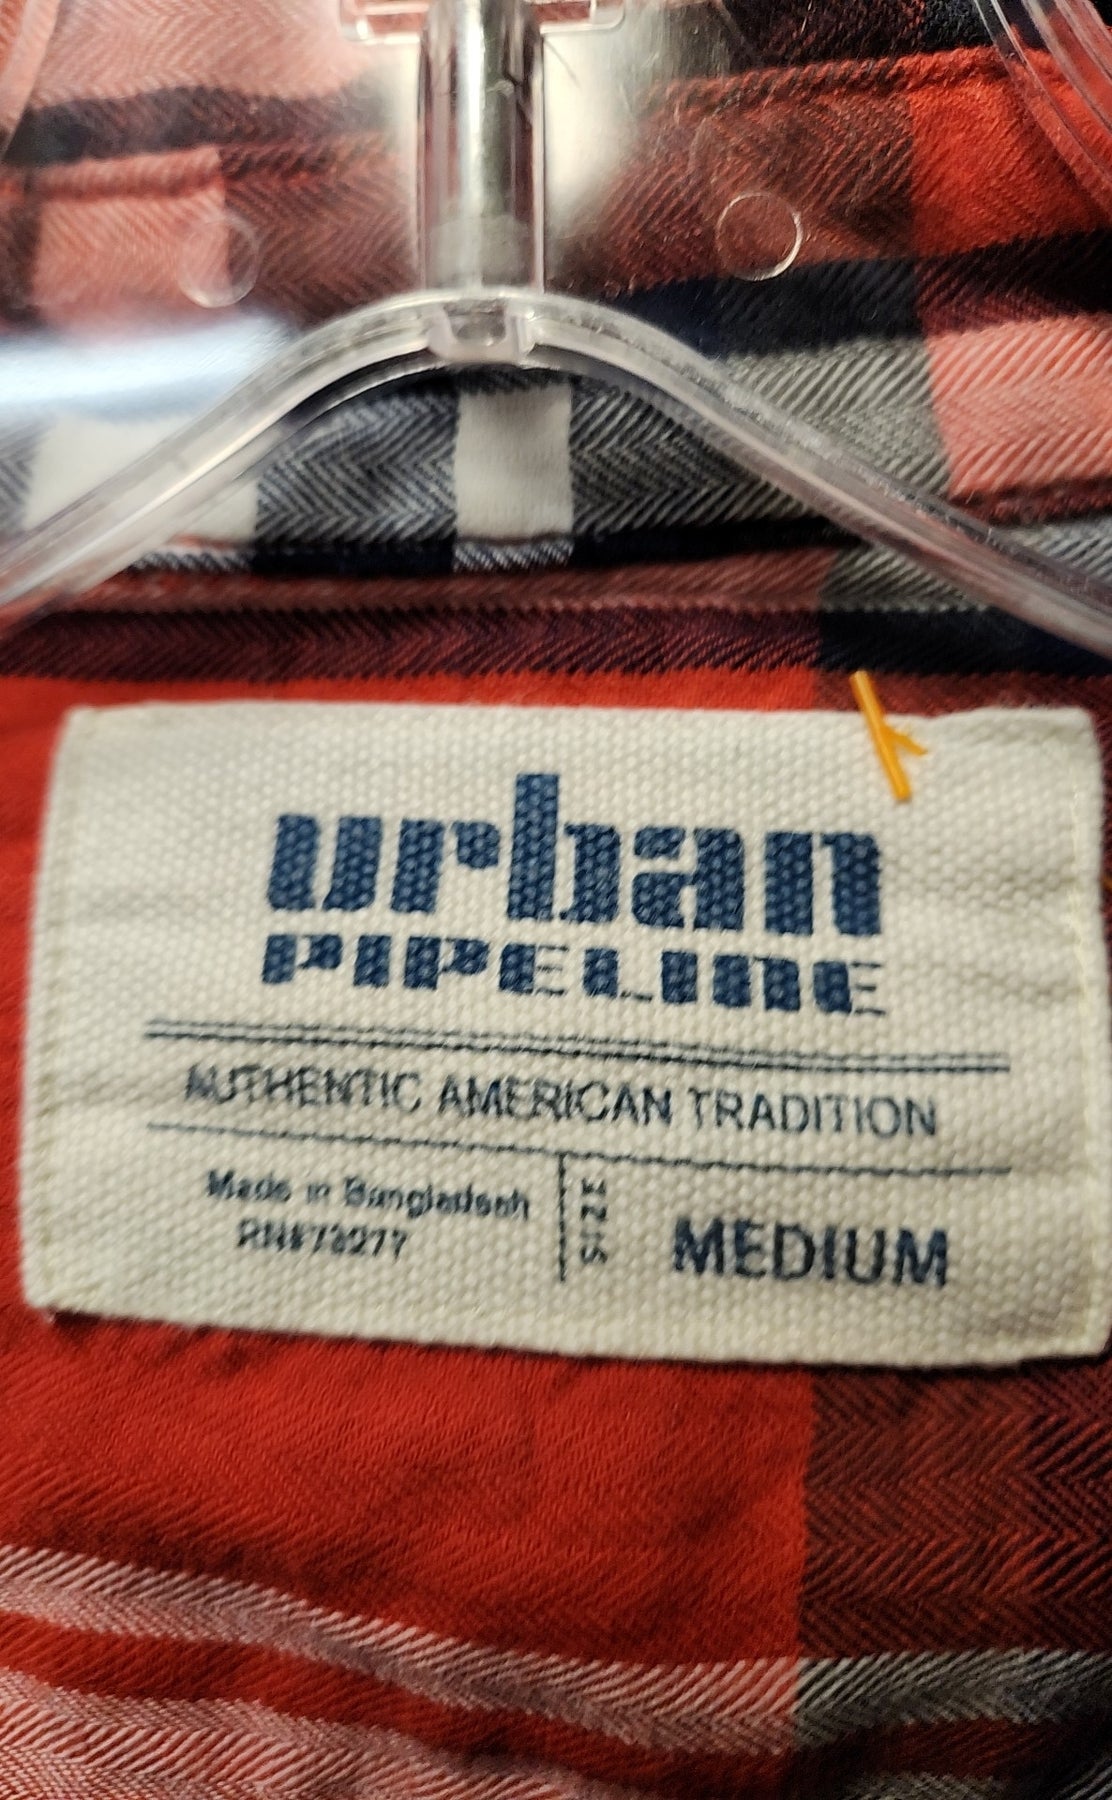 urban
PIPELINE
AUTHENTIC AMERICAN TRADITION
Made in Bangladesh
RN#73277
SIZE
MEDIUM